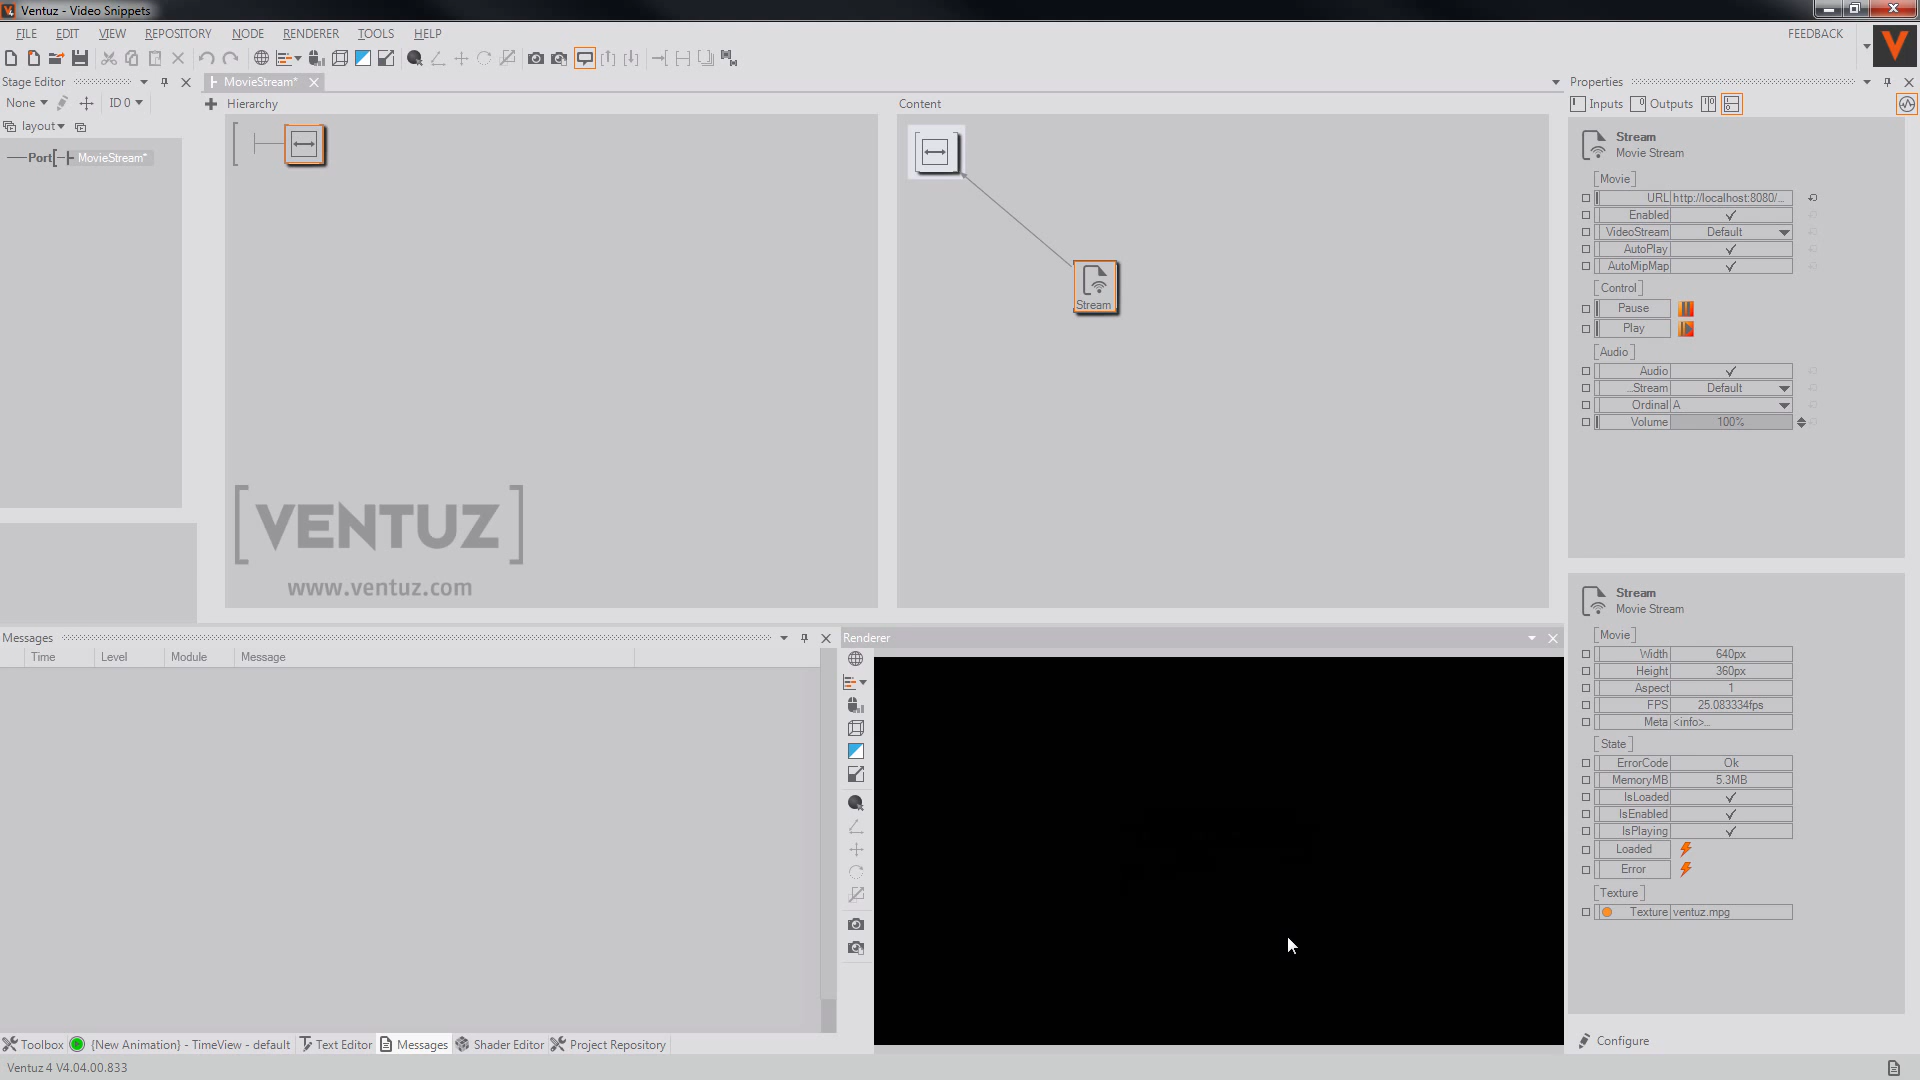 Ventuz - Video Snippets
FILE EDIT VIEW REPOSITORY NODE RENDERER TOOLS HELP
FEEDBACK
Stage Editor
None ID 0
layout
Port MovieStream*
MovieStream*
Hierarchy
[VENTUZ]
www.ventuz.com
Content
Stream
Properties
Inputs Outputs
Stream
Movie Stream
[Movie]
URL http://localhost:8080/...
Enabled
VideoStream Default
AutoPlay
AutoMipMap
[Control]
Pause
Play
[Audio]
Audio
...Stream Default
Ordinal A
Volume 100%
Stream
Movie Stream
[Movie]
Width 640px
Height 360px
Aspect 1
FPS 25.083334fps
Meta <info>...
[State]
ErrorCode Ok
MemoryMB 5.3MB
IsLoaded
IsEnabled
IsPlaying
Loaded
Error
[Texture]
Texture ventuz.mpg
Configure
Messages
Time Level Module Message
Renderer
Toolbox {New Animation} - TimeView - default Text Editor Messages Shader Editor Project Repository
Ventuz 4 V4.04.00.833